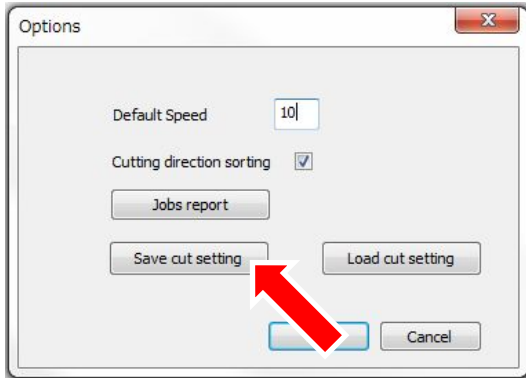 Options
Default Speed 10
Cutting direction sorting
Jobs report
Save cut setting Load cut setting
Cancel